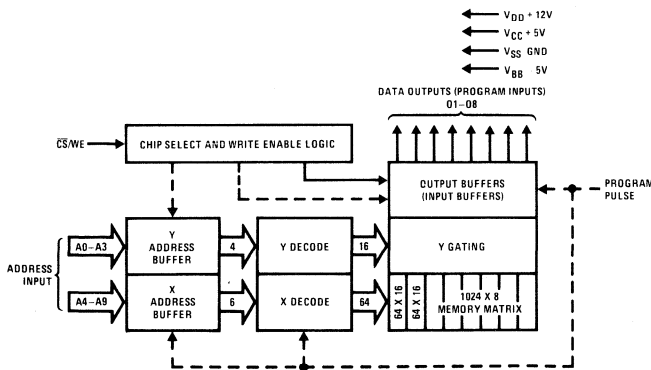 VDD + 12V
VCC + 5V
VSS GND
VBB 5V
DATA OUTPUTS (PROGRAM INPUTS)
01-08
CS/WE
CHIP SELECT AND WRITE ENABLE LOGIC
OUTPUT BUFFERS
(INPUT BUFFERS)
PROGRAM
PULSE
ADDRESS
INPUT
A0-A3
Y
ADDRESS
BUFFER
4
Y DECODE
16
Y GATING
A4-A9
X
ADDRESS
BUFFER
6
X DECODE
64
64 X 16
64 X 16
1024 X 8
MEMORY MATRIX